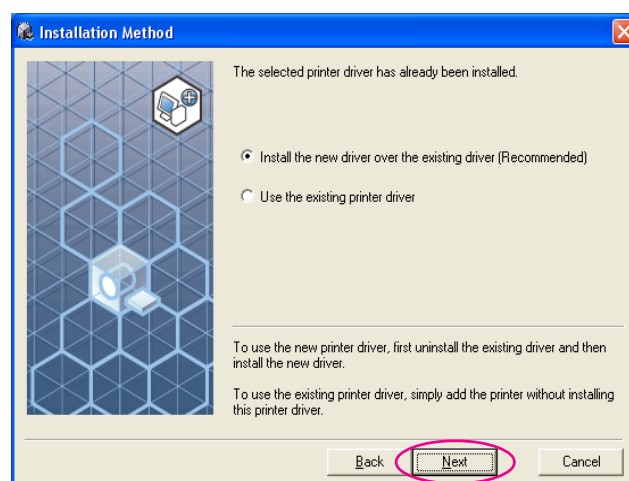 Installation Method
The selected printer driver has already been installed.
Install the new driver over the existing driver (Recommended)
Use the existing printer driver
To use the new printer driver, first uninstall the existing driver and then
install the new driver.
To use the existing printer driver, simply add the printer without installing
this printer driver.
Back Next Cancel